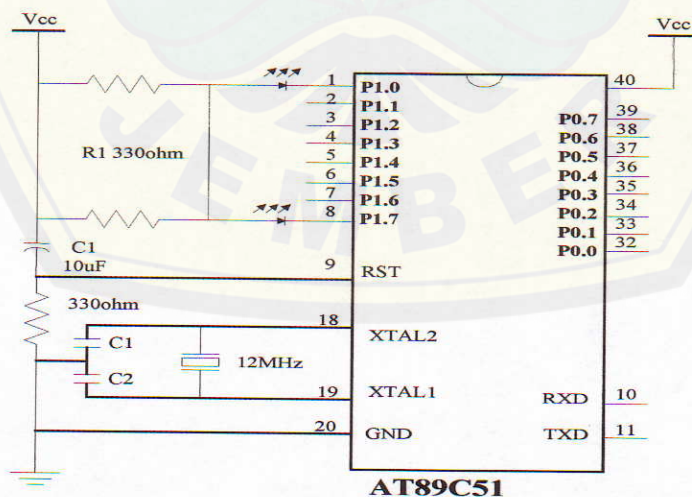 Vcc
Vcc
1
P1.0
40
2
P1.1
39
P0.7
3
P1.2
38
P0.6
R1 330ohm
4
P1.3
37
P0.5
5
P1.4
36
P0.4
6
P1.5
35
P0.3
7
P1.6
34
P0.2
8
P1.7
33
P0.1
32
P0.0
JEMBE
C1
10uF
9
RST
330ohm
18
XTAL2
C1
12MHz
C2
19
XTAL1
RXD
10
20
GND
TXD
11
AT89C51